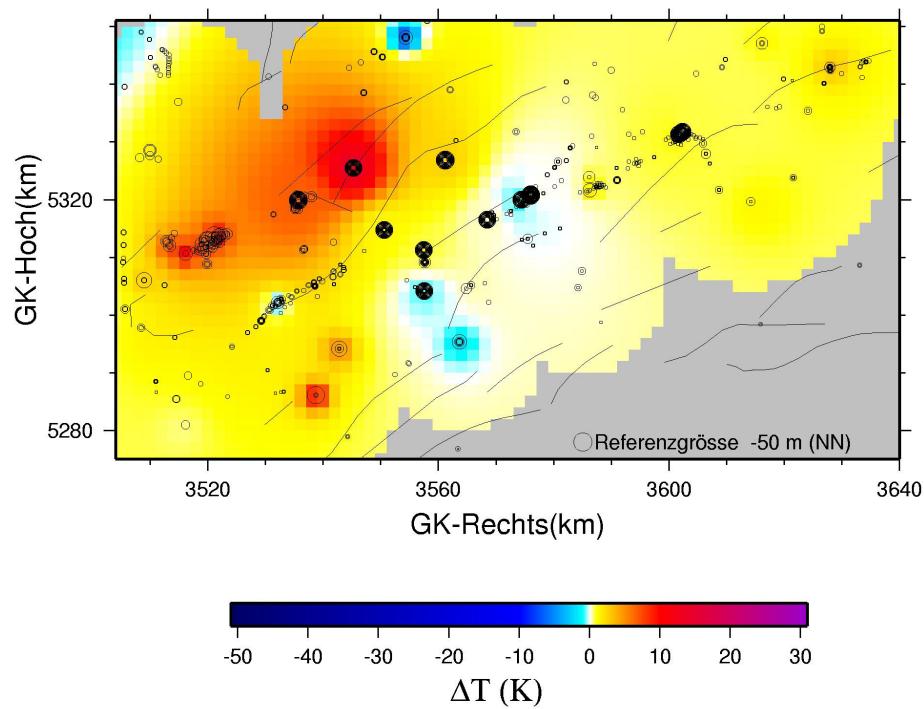 5320
5280
GK-Hoch(km)
Referenzgrösse -50 m (NN)
3520 3560 3600 3640
GK-Rechts(km)
-50 -40 -30 -20 -10 0 10 20 30
ΔT (K)